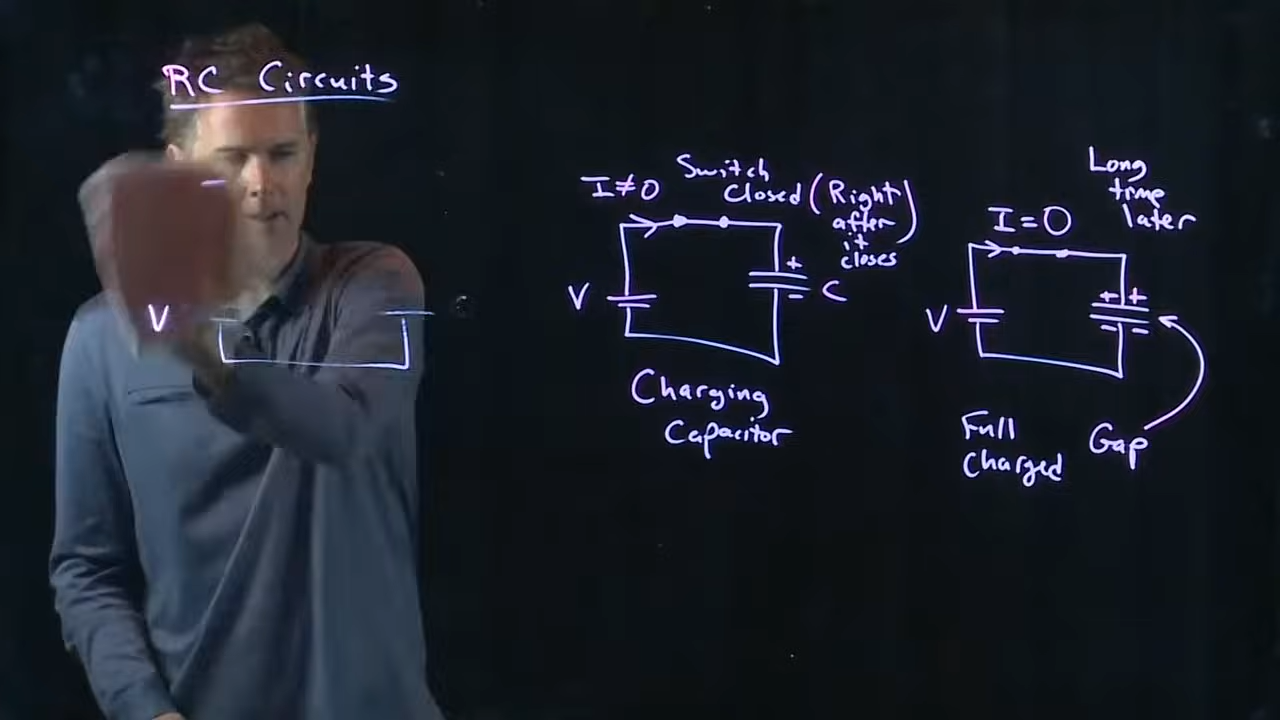 RC Circuits
V
I≠0
Switch
Closed (Right
after
it
closes)
+
-
V
C
Charging
Capacitor
Long
time
later
I=0
+ +
- -
V
Full
Charged
Gap